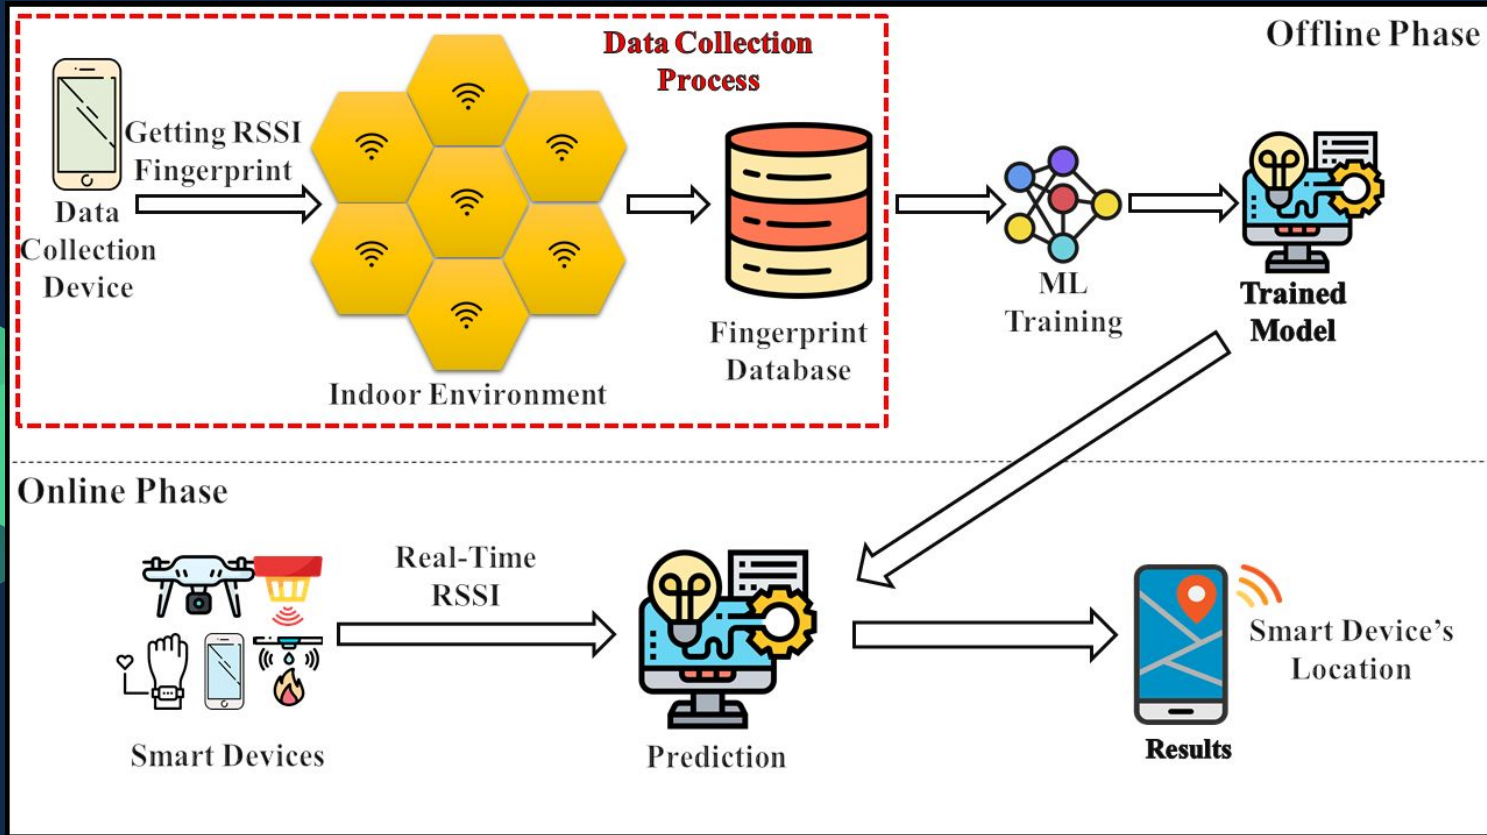 Data Collection
Process
Offline Phase
Getting RSSI
Fingerprint
Data
Collection
Device
Indoor Environment
Fingerprint
Database
ML
Training
Trained
Model
Online Phase
Real-Time
RSSI
Smart Devices
Prediction
Smart Device’s
Location
Results